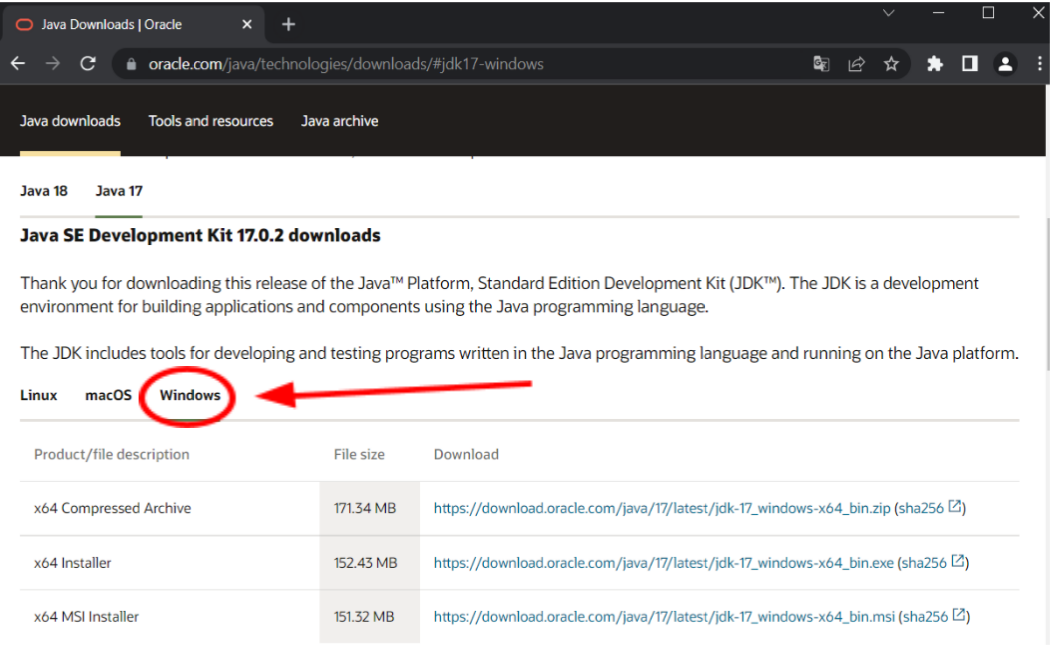 Java Downloads | Oracle
oracle.com/java/technologies/downloads/#jdk17-windows
Java downloads Tools and resources Java archive
Java 18 Java 17
Java SE Development Kit 17.0.2 downloads
Thank you for downloading this release of the Java™ Platform, Standard Edition Development Kit (JDK™). The JDK is a development
environment for building applications and components using the Java programming language.
The JDK includes tools for developing and testing programs written in the Java programming language and running on the Java platform.
Linux macOS Windows
Product/file description File size Download
x64 Compressed Archive 171.34 MB https://download.oracle.com/java/17/latest/jdk-17_windows-x64_bin.zip (sha256)
x64 Installer 152.43 MB https://download.oracle.com/java/17/latest/jdk-17_windows-x64_bin.exe (sha256)
x64 MSI Installer 151.32 MB https://download.oracle.com/java/17/latest/jdk-17_windows-x64_bin.msi (sha256)